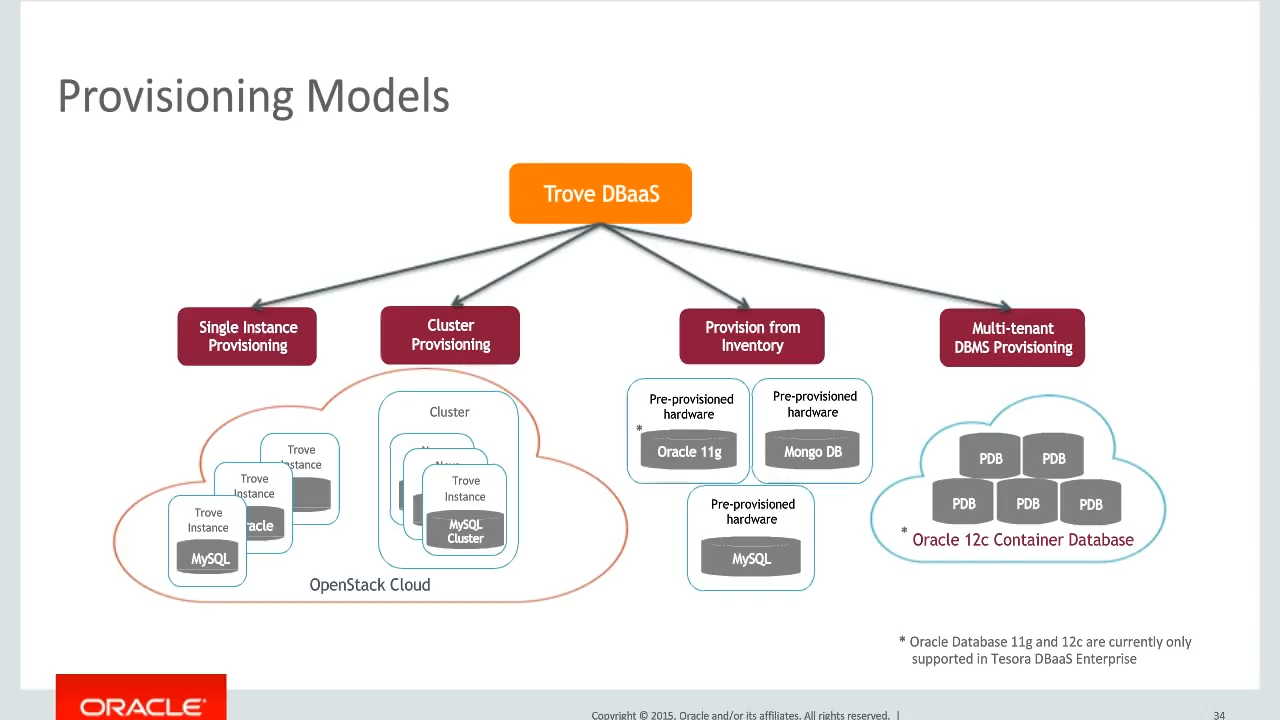 Provisioning Models
Trove DBaaS
Single Instance
Provisioning
Cluster
Provisioning
Provision from
Inventory
Multi-tenant
DBMS Provisioning
Trove
Instance
Trove
Instance
Trove
Instance
MySQL
OpenStack Cloud
Cluster
Trove
Instance
MySQL
Cluster
Pre-provisioned
hardware
*
Oracle 11g
Pre-provisioned
hardware
Mongo DB
Pre-provisioned
hardware
MySQL
PDB PDB
PDB PDB PDB
* Oracle 12c Container Database
* Oracle Database 11g and 12c are currently only
supported in Tesora DBaaS Enterprise
ORACLE
Copyright © 2015, Oracle and/or its affiliates. All rights reserved. |
34